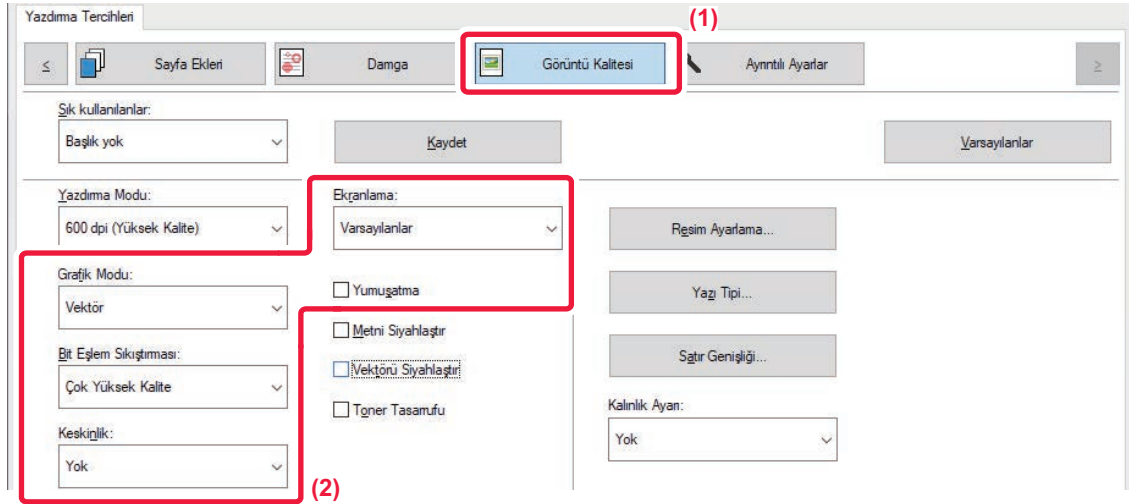 Yazdırma Tercihleri
(1)
< Sayfa Ekleri Damga Görüntü Kalitesi Ayrıntılı Ayarlar >
Sık kullanılanlar:
Başlık yok Kaydet Varsayılanlar
Yazdırma Modu: Ekranlama:
600 dpi (Yüksek Kalite) Varsayılanlar Resim Ayarlama...
Grafik Modu:
Vektör Yumuşatma Yazı Tipi...
Metni Siyahlaştır
Bit Eşlem Sıkıştırması:
Çok Yüksek Kalite Vektörü Siyahlaştır Satır Genişliği...
Toner Tasarrufu Kalınlık Ayarı:
Keskinlik:
Yok Yok
(2)